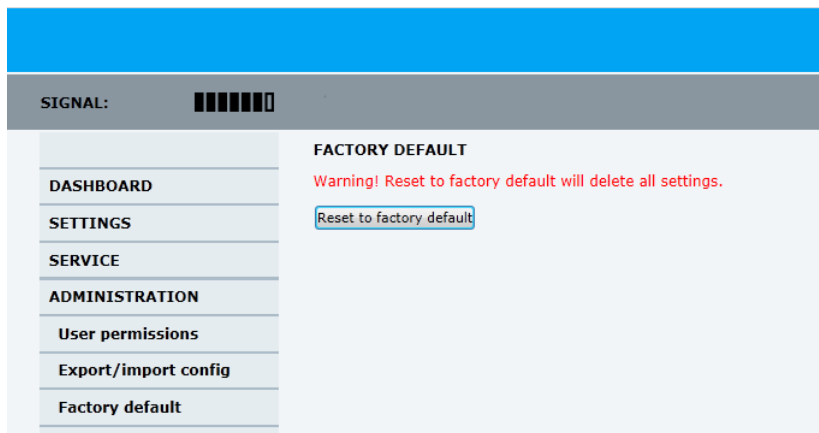 SIGNAL:
FACTORY DEFAULT
Warning! Reset to factory default will delete all settings.
Reset to factory default
DASHBOARD
SETTINGS
SERVICE
ADMINISTRATION
User permissions
Export/import config
Factory default